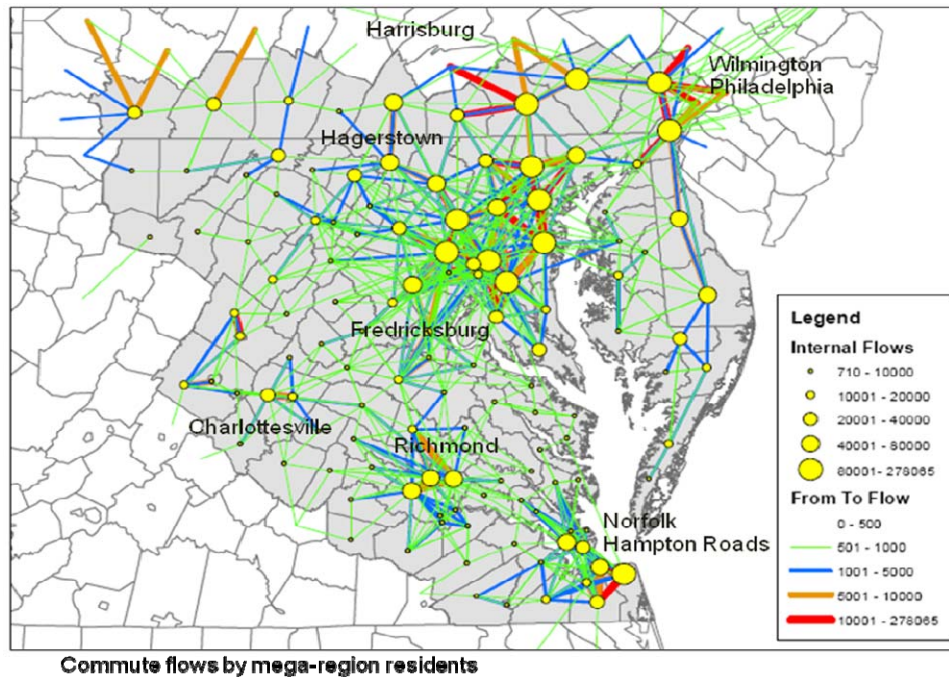 Harrisburg
Wilmington
Philadelphia
Hagerstown
Fredricksburg
Charlottesville
Richmond
Norfolk
Hampton Roads
Legend
Internal Flows
710 - 10000
10001 - 20000
20001 - 40000
40001 - 80000
80001 - 278065
From To Flow
0 - 500
501 - 1000
1001 - 5000
5001 - 10000
10001 - 278065
Commute flows by mega-region residents